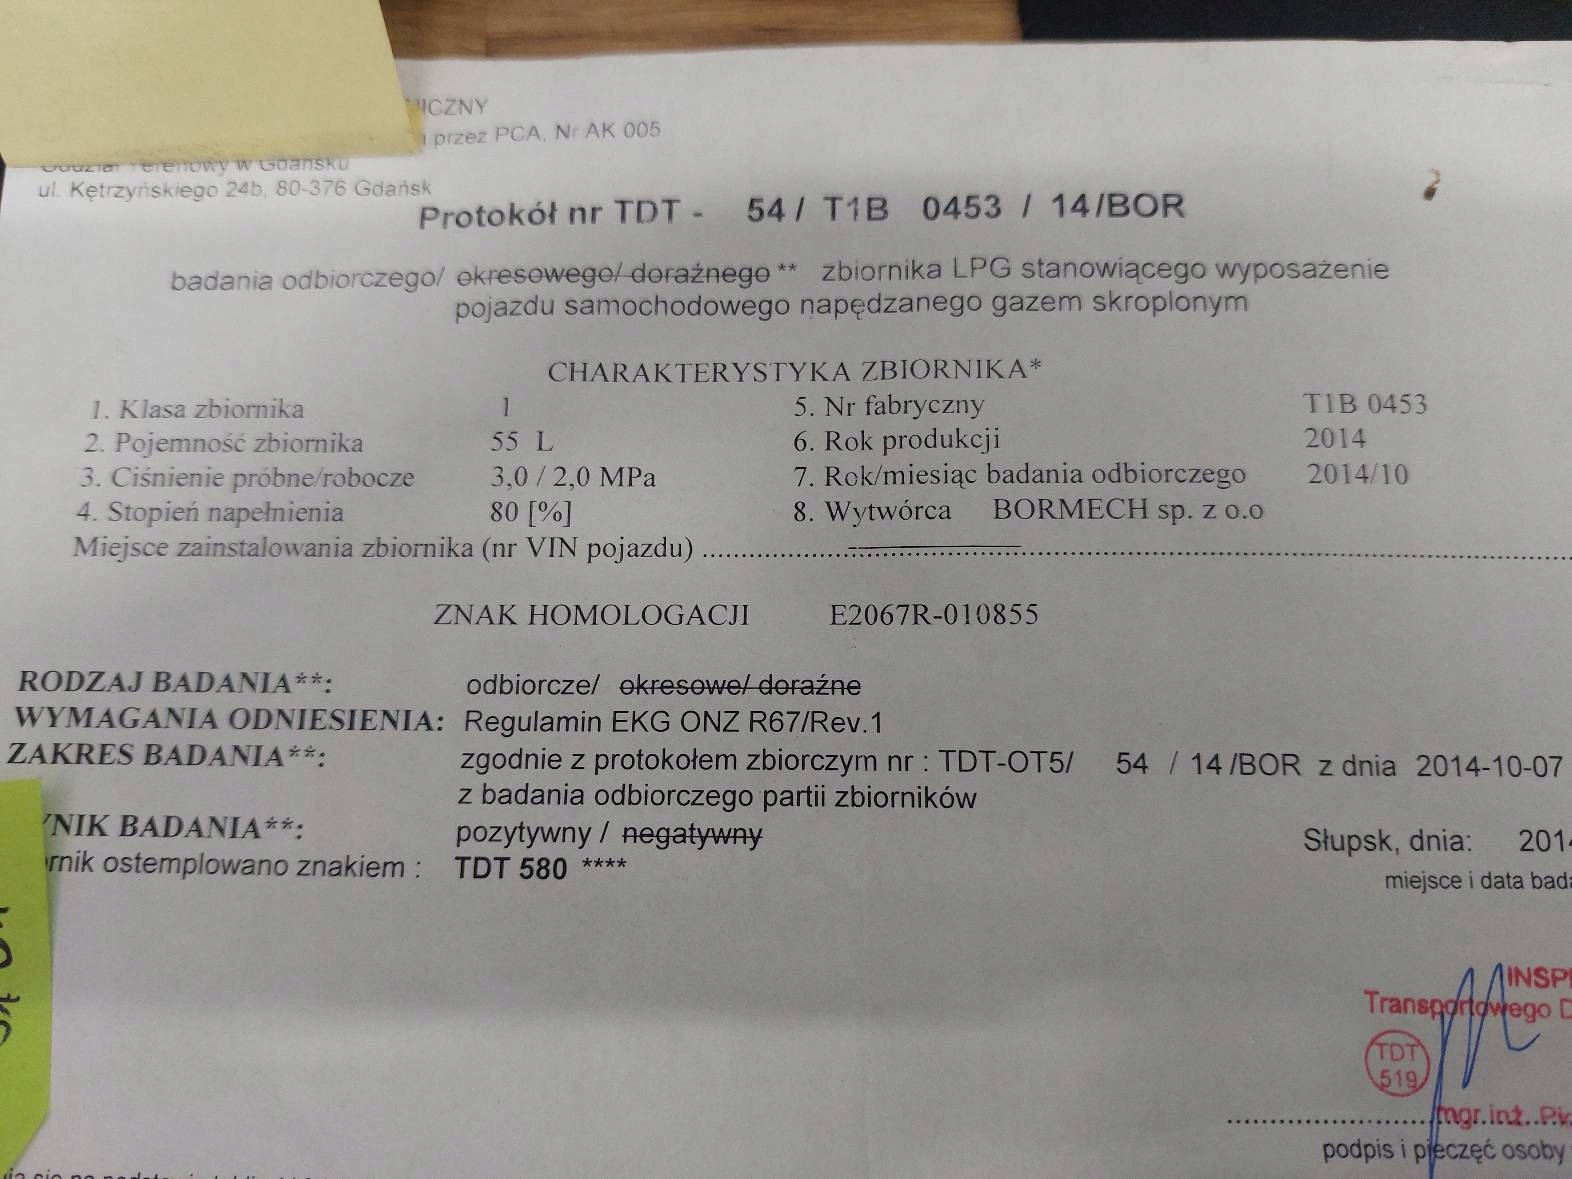 przez PCA, Nr AK 005
Oddział Terenowy w Gdańsku
ul. Kętrzyńskiego 24b, 80-376 Gdańsk
Protokół nr TDT - 54 / T1B 0453 / 14/BOR
badania odbiorczego/ okresowego/ doraźnego ** zbiornika LPG stanowiącego wyposażenie
pojazdu samochodowego napędzanego gazem skroplonym
CHARAKTERYSTYKA ZBIORNIKA*
1. Klasa zbiornika 1 5. Nr fabryczny T1B 0453
2. Pojemność zbiornika 55 L 6. Rok produkcji 2014
3. Ciśnienie próbne/robocze 3,0 / 2,0 MPa 7. Rok/miesiąc badania odbiorczego 2014/10
4. Stopień napełnienia 80 [%] 8. Wytwórca BORMECH sp. z o.o
Miejsce zainstalowania zbiornika (nr VIN pojazdu)
ZNAK HOMOLOGACJI E2067R-010855
RODZAJ BADANIA**: odbiorcze/ okresowe/ doraźne
WYMAGANIA ODNIESIENIA: Regulamin EKG ONZ R67/Rev.1
ZAKRES BADANIA**: zgodnie z protokołem zbiorczym nr : TDT-OT5/ 54 / 14 /BOR z dnia 2014-10-07
z badania odbiorczego partii zbiorników
YNIK BADANIA**: pozytywny / negatywny
rnik ostemplowano znakiem : TDT 580 ****
Słupsk, dnia: 201
miejsce i data bad
INSP
Transportowego D
TDT
519
mgr.inż.
podpis i pieczęć osoby